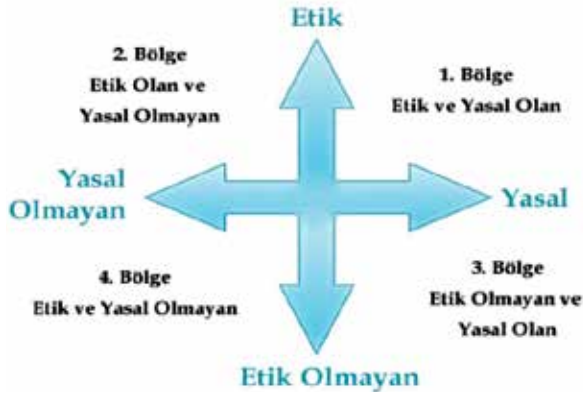 Etik
2. Bölge
Etik Olan ve
Yasal Olmayan
1. Bölge
Etik ve Yasal Olan
Yasal
Olmayan
Yasal
4. Bölge
Etik ve Yasal Olmayan
3. Bölge
Etik Olmayan ve
Yasal Olan
Etik Olmayan